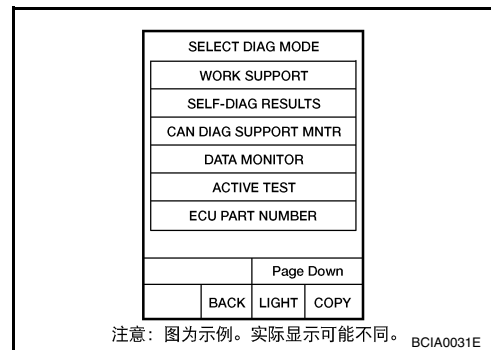 SELECT DIAG MODE
WORK SUPPORT
SELF-DIAG RESULTS
CAN DIAG SUPPORT MNTR
DATA MONITOR
ACTIVE TEST
ECU PART NUMBER
Page Down
BACK LIGHT COPY
注意：图为示例。实际显示可能不同。 BCIA0031E